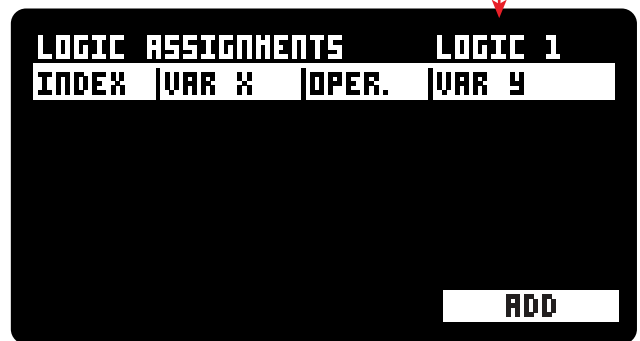 LOGIC ASSIGNMENTS LOGIC 1
INDEX |VAR X |OPER. |VAR Y
ADD